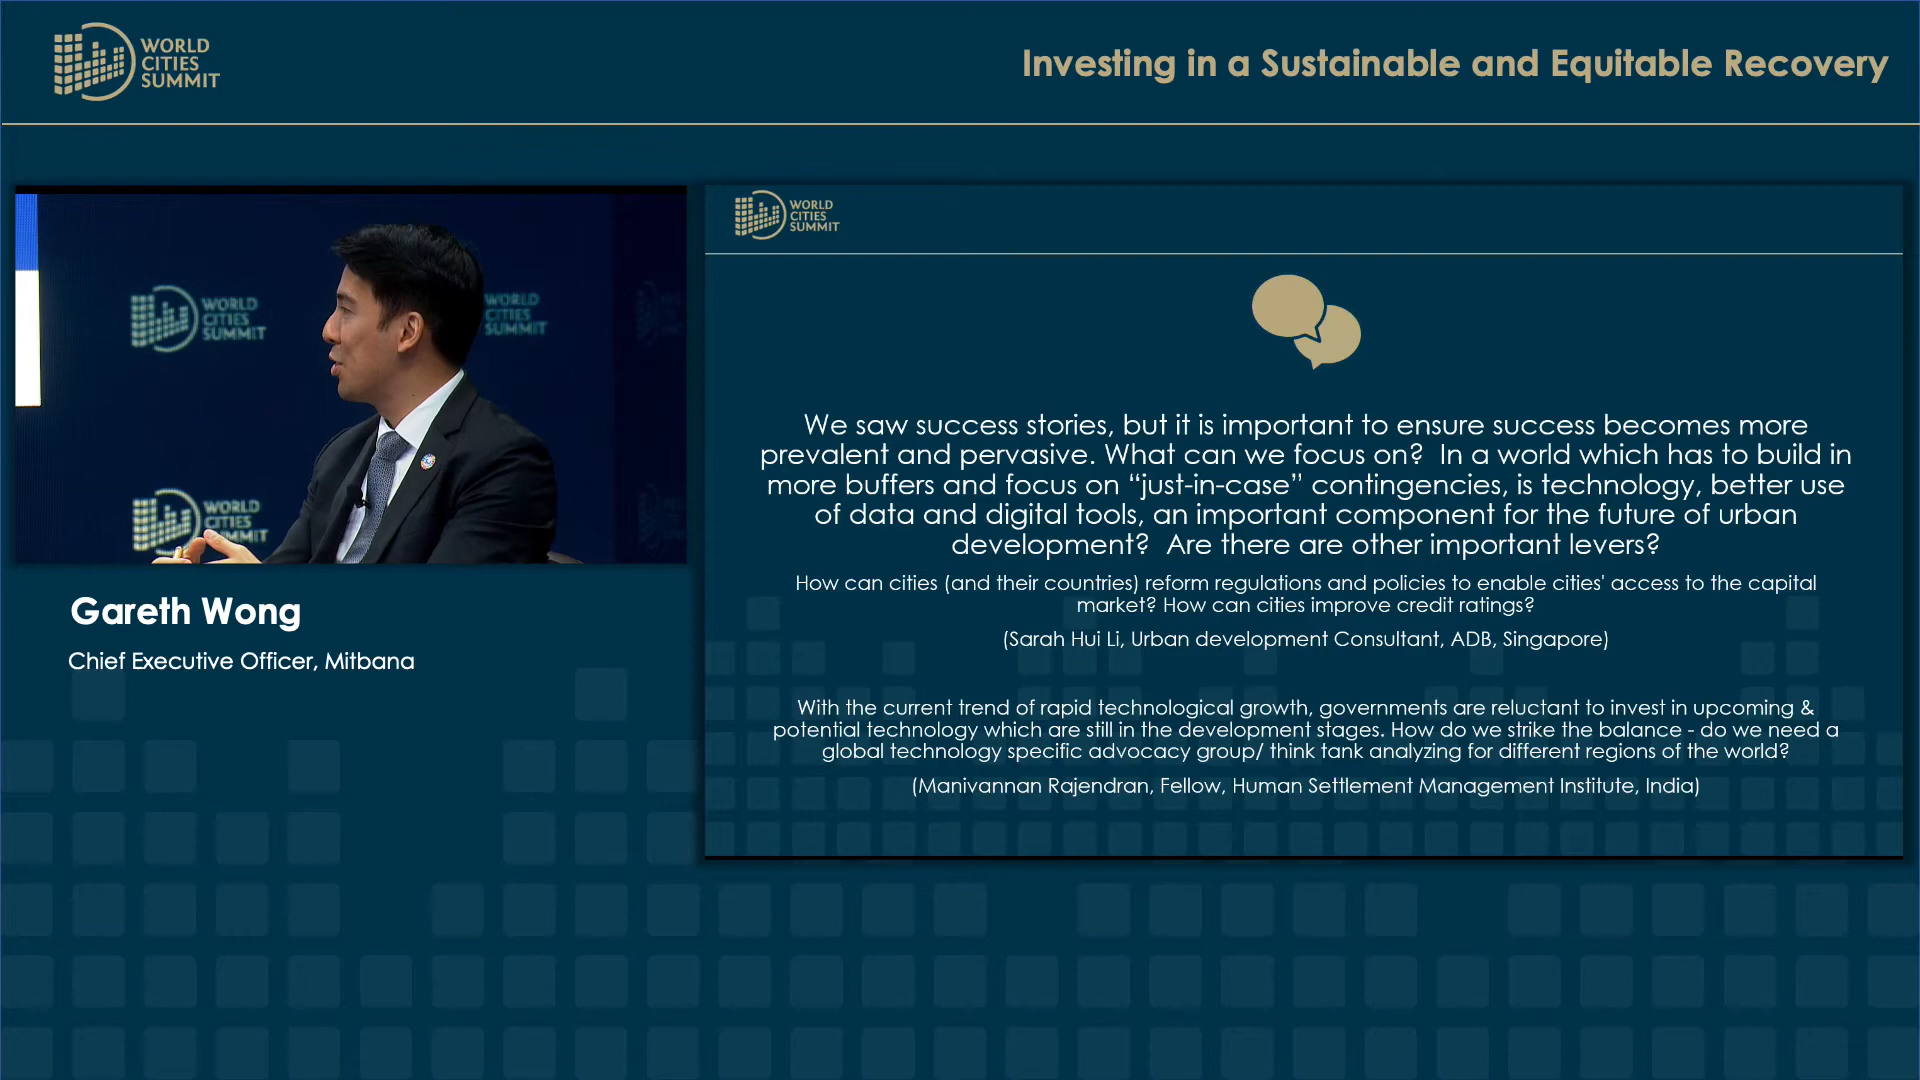 WORLD
CITIES
SUMMIT
Investing in a Sustainable and Equitable Recovery
WORLD
CITIES
SUMMIT
WORLD
CITIES
SUMMIT
WORLD
CITIES
SUMMIT
Gareth Wong
Chief Executive Officer, Mitbana
WORLD
CITIES
SUMMIT
We saw success stories, but it is important to ensure success becomes more
prevalent and pervasive. What can we focus on?  In a world which has to build in
more buffers and focus on “just-in-case” contingencies, is technology, better use
of data and digital tools, an important component for the future of urban
development?  Are there are other important levers?
How can cities (and their countries) reform regulations and policies to enable cities' access to the capital
market? How can cities improve credit ratings?
(Sarah Hui Li, Urban development Consultant, ADB, Singapore)
With the current trend of rapid technological growth, governments are reluctant to invest in upcoming &
potential technology which are still in the development stages. How do we strike the balance - do we need a
global technology specific advocacy group/ think tank analyzing for different regions of the world?
(Manivannan Rajendran, Fellow, Human Settlement Management Institute, India)